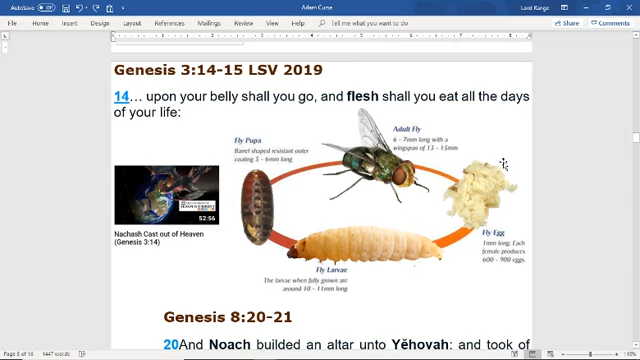 AutoSave Off
Adam Curse
Lord Range
File Home Insert Design Layout References Mailings Review View Help Tell me what you want to do Share Comments
Genesis 3:14-15 LSV 2019
14… upon your belly shall you go, and flesh shall you eat all the days
of your life:
Adult Fly
6 - 7mm long with a
wingspan of 13 - 15mm
Fly Pupa
Barrel shaped resistant outer
coating 5 - 6mm long
52:56
Nachash Cast out of Heaven
(Genesis 3:14)
Fly Egg
1mm long, Each
female produces
600 - 900 eggs.
Fly Larvae
The larvae when fully grown are
around 10 - 11mm long
Genesis 8:20-21
20And Noach builded an altar unto Yĕhovah: and took of
Page 5 of 16 1447 words